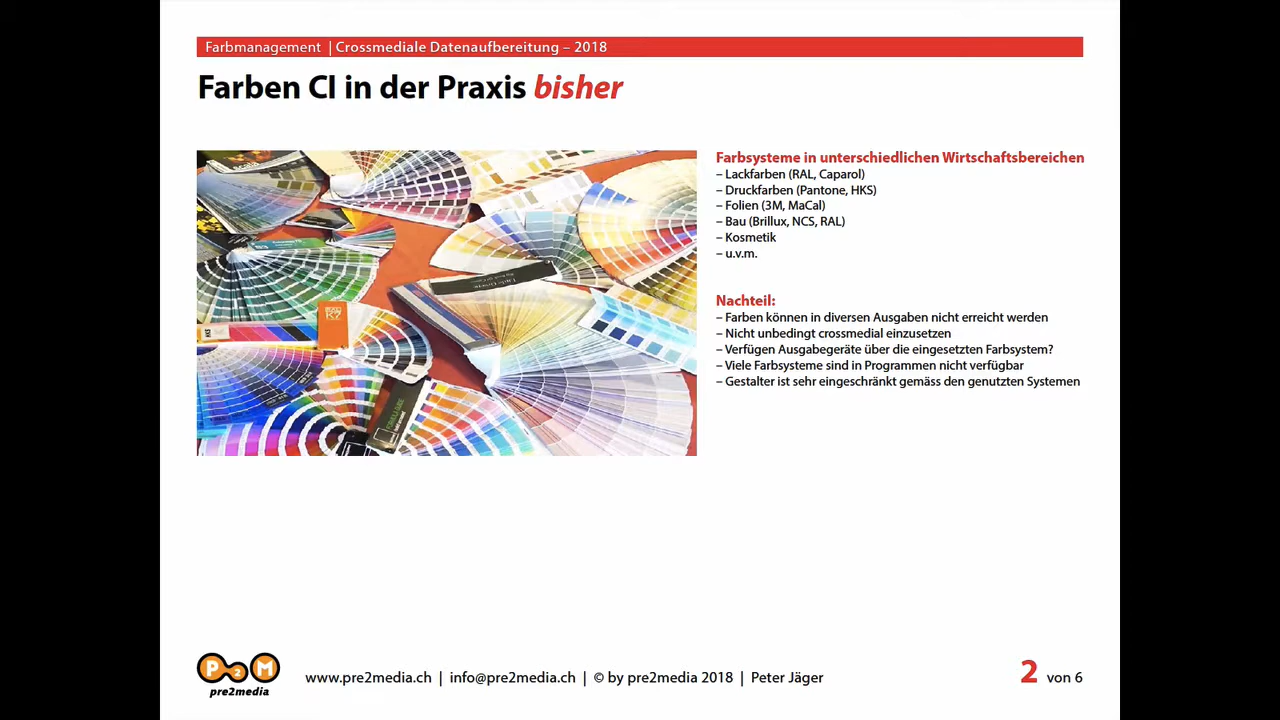 Farbmanagement | Crossmediale Datenaufbereitung – 2018
Farben CI in der Praxis bisher
Farbsysteme in unterschiedlichen Wirtschaftsbereichen
– Lackfarben (RAL, Caparol)
– Druckfarben (Pantone, HKS)
– Folien (3M, MaCal)
– Bau (Brillux, NCS, RAL)
– Kosmetik
– u.v.m.
Nachteil:
– Farben können in diversen Ausgaben nicht erreicht werden
– Nicht unbedingt crossmedial einzusetzen
– Verfügen Ausgabegeräte über die eingesetzten Farbsystem?
– Viele Farbsysteme sind in Programmen nicht verfügbar
– Gestalter ist sehr eingeschränkt gemäss den genutzten Systemen
HKS
P2M
pre2media
www.pre2media.ch | info@pre2media.ch | © by pre2media 2018 | Peter Jäger
2 von 6